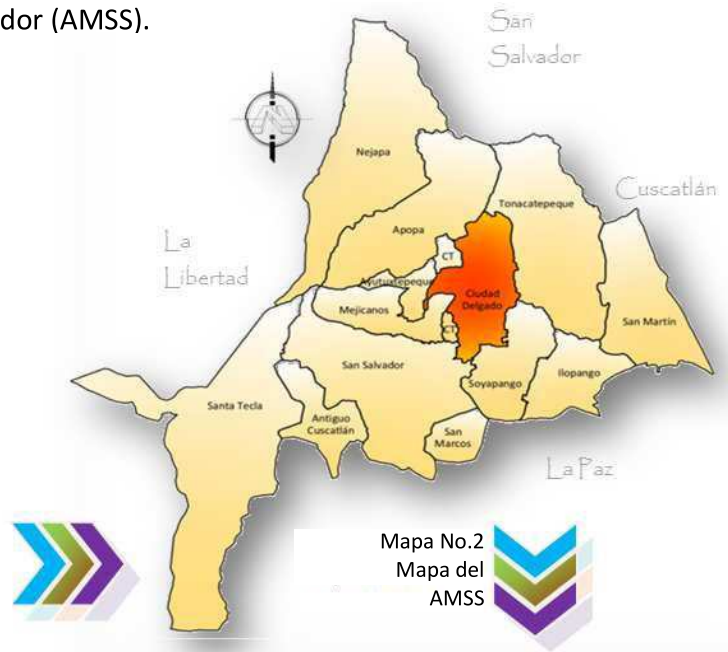 dor (AMSS).
San
Salvador
Nejapa
Cuscatlán
Tonacatepeque
Apopa
La
Libertad
CT
Ayutuxtepeque
Ciudad
Delgado
Mejicanos
San Martín
CT
San Salvador
Ilopango
Soyapango
Santa Tecla
Antiguo
Cuscatlán
San
Marcos
La Paz
Mapa No.2
Mapa del
AMSS